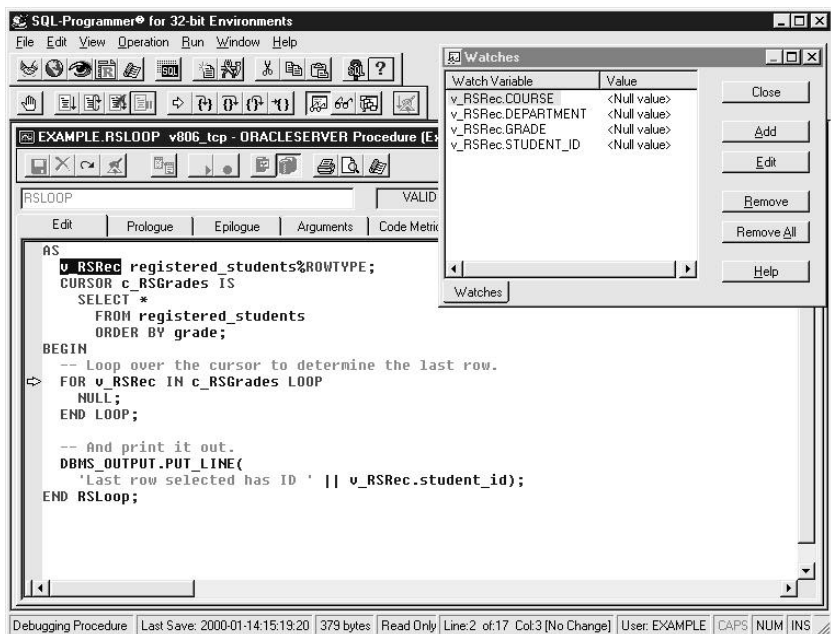 SQL-Programmer® for 32-bit Environments
File Edit View Operation Run Window Help
SQL
Watches
Watch Variable Value
v_RSRec.COURSE <Null value>
v_RSRec.DEPARTMENT <Null value>
v_RSRec.GRADE <Null value>
v_RSRec.STUDENT_ID <Null value>
Close
Add
Edit
Remove
Remove All
Help
Watches
EXAMPLE.RSLOOP v806_tcp - ORACLESERVER Procedure (E
RSLOOP VALID
Edit Prologue Epilogue Arguments Code Metric
AS
v_RSRec registered_students%ROWTYPE;
CURSOR c_RSGrades IS
SELECT *
FROM registered_students
ORDER BY grade;
BEGIN
-- Loop over the cursor to determine the last row.
FOR v_RSRec IN c_RSGrades LOOP
NULL;
END LOOP;
-- And print it out.
DBMS_OUTPUT.PUT_LINE(
'Last row selected has ID ' || v_RSRec.student_id);
END RSLoop;
Debugging Procedure Last Save: 2000-01-14:15:19:20 379 bytes Read Only Line:2 of:17 Col:3 [No Change] User: EXAMPLE CAPS NUM INS